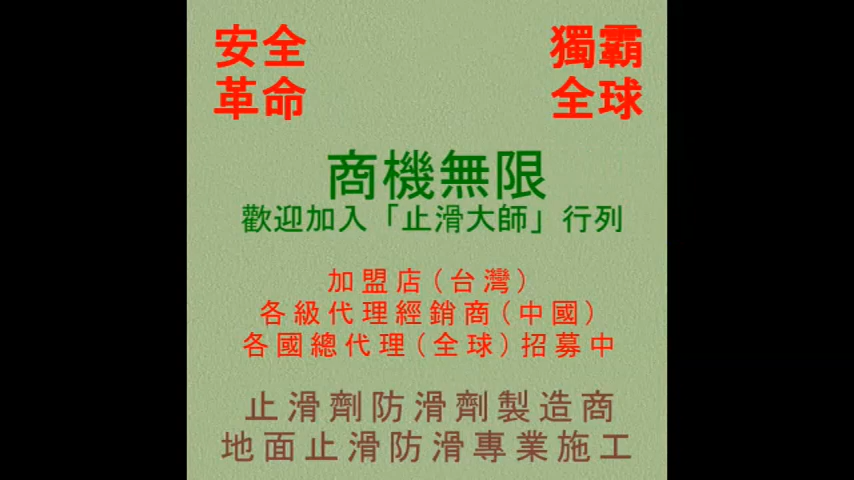 安全 獨霸
革命 全球
商機無限
歡迎加入「止滑大師」行列
加盟店(台灣)
各級代理經銷商(中國)
各國總代理(全球)招募中
止滑劑防滑劑製造商
地面止滑防滑專業施工